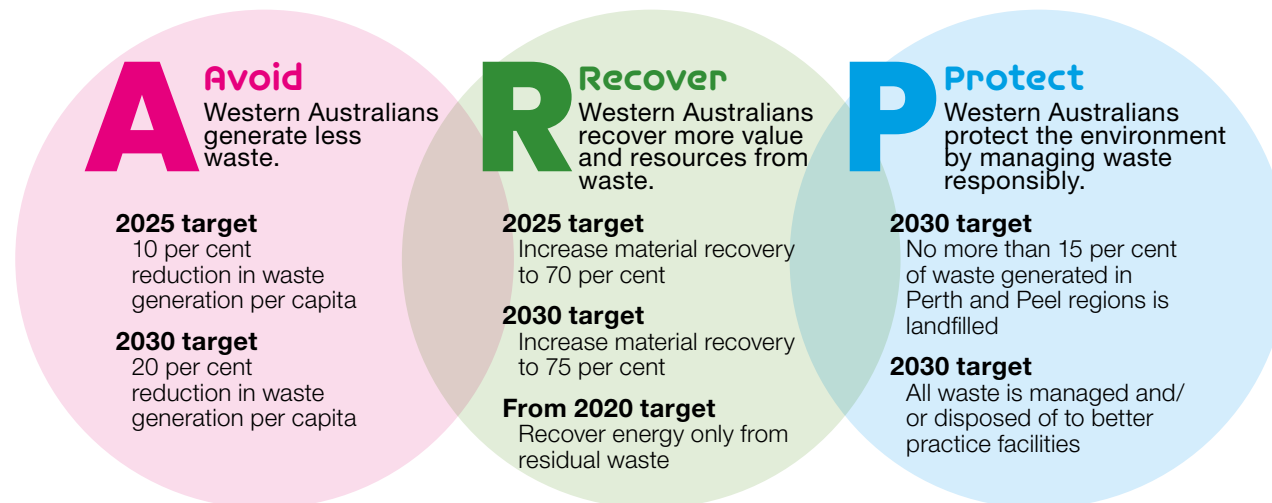 A
Avoid
Western Australians
generate less
waste.
2025 target
10 per cent
reduction in waste
generation per capita
2030 target
20 per cent
reduction in waste
generation per capita
R
Recover
Western Australians
recover more value
and resources from
waste.
2025 target
Increase material recovery
to 70 per cent
2030 target
Increase material recovery
to 75 per cent
From 2020 target
Recover energy only from
residual waste
P
Protect
Western Australians
protect the environment
by managing waste
responsibly.
2030 target
No more than 15 per cent
of waste generated in
Perth and Peel regions is
landfilled
2030 target
All waste is managed and/
or disposed of to better
practice facilities